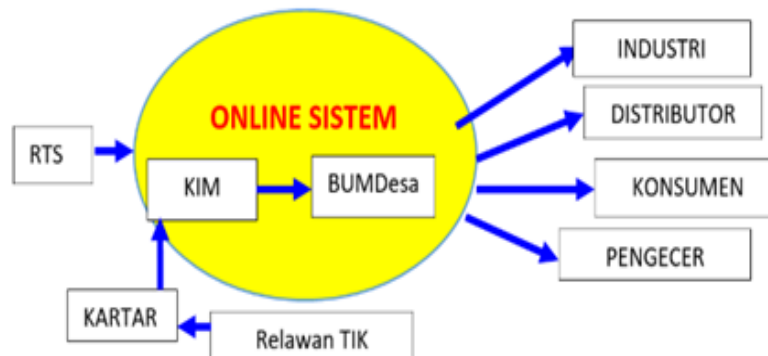 INDUSTRI
ONLINE SISTEM
DISTRIBUTOR
RTS
KIM
BUMDesa
KONSUMEN
PENGECER
KARTAR
Relawan TIK